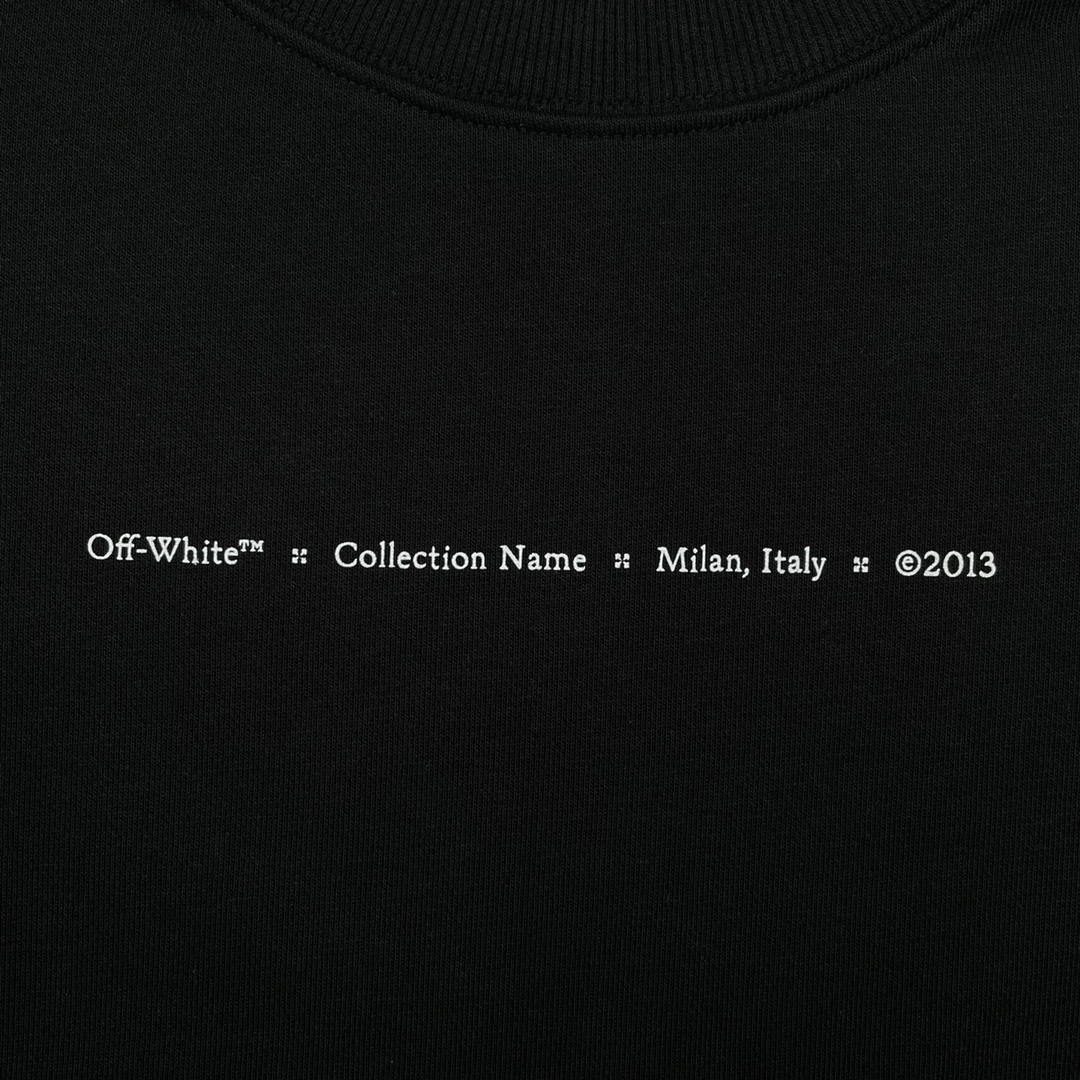 Off-White™ ⁘ Collection Name ⁘ Milan, Italy ⁘ ©2013